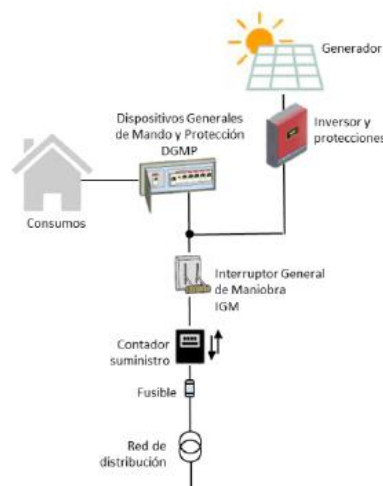 Generador
Dispositivos Generales
de Mando y Protección
DGMP
Inversor y
protecciones
Consumos
Interruptor General
de Maniobra
IGM
Contador
suministro
Fusible
Red de
distribución